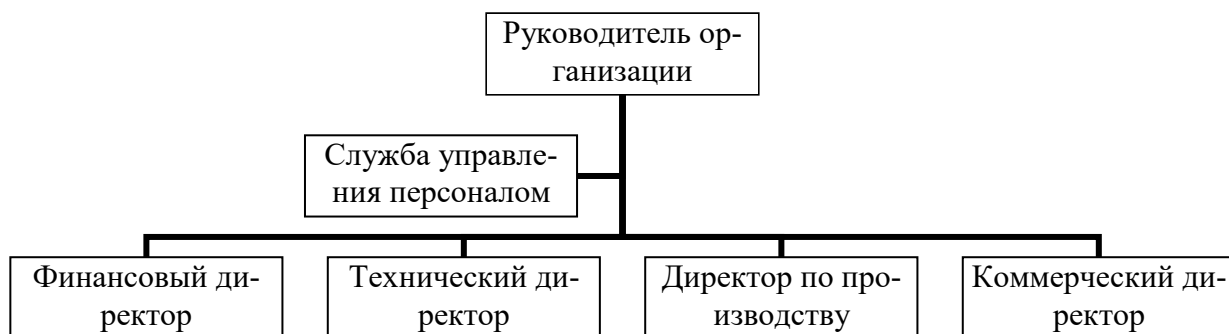 Руководитель ор-
ганизации
Служба управле-
ния персоналом
Финансовый ди-
ректор
Технический ди-
ректор
Директор по про-
изводству
Коммерческий ди-
ректор